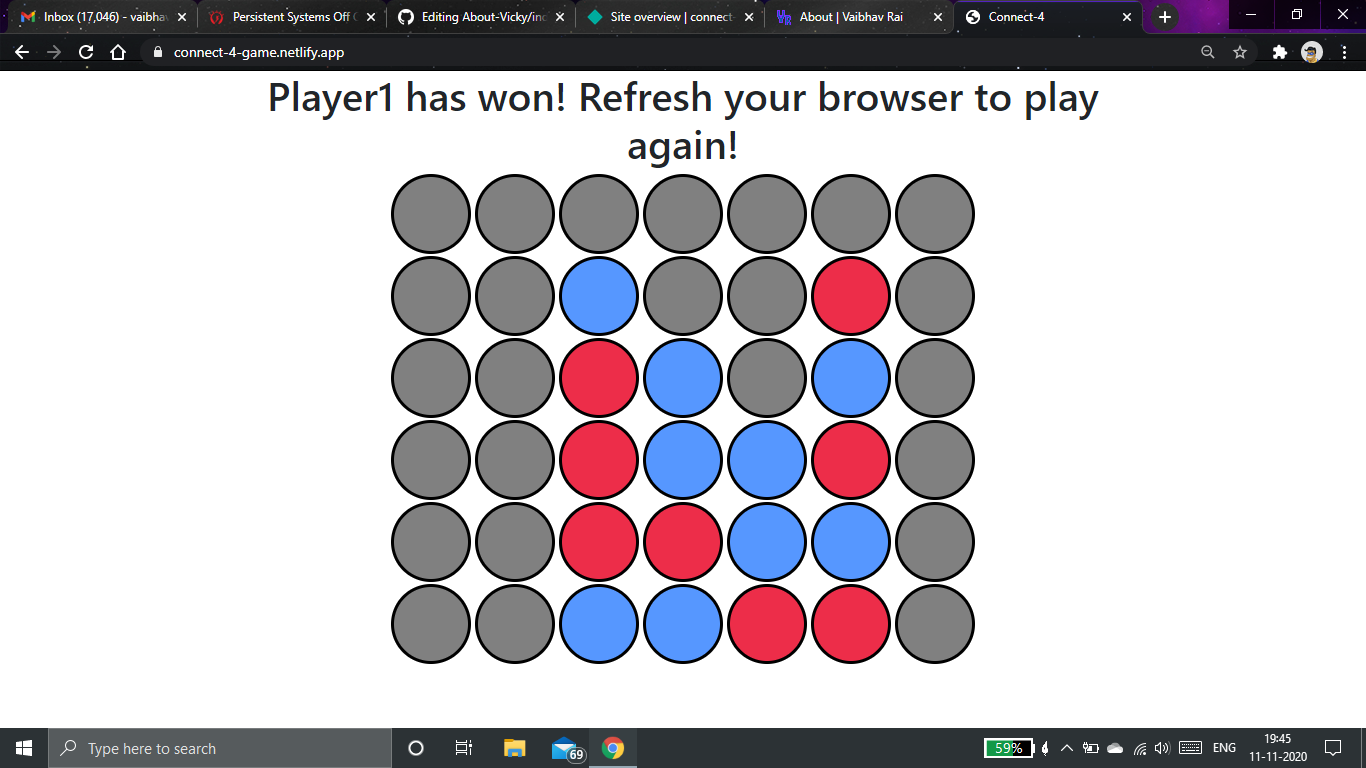 Inbox (17,046) - vaibha
Persistent Systems Off C
Editing About-Vicky/inc
Site overview | connect-
About | Vaibhav Rai
Connect-4
connect-4-game.netlify.app
Player1 has won! Refresh your browser to play
again!
Type here to search
69
59%
ENG
19:45
11-11-2020